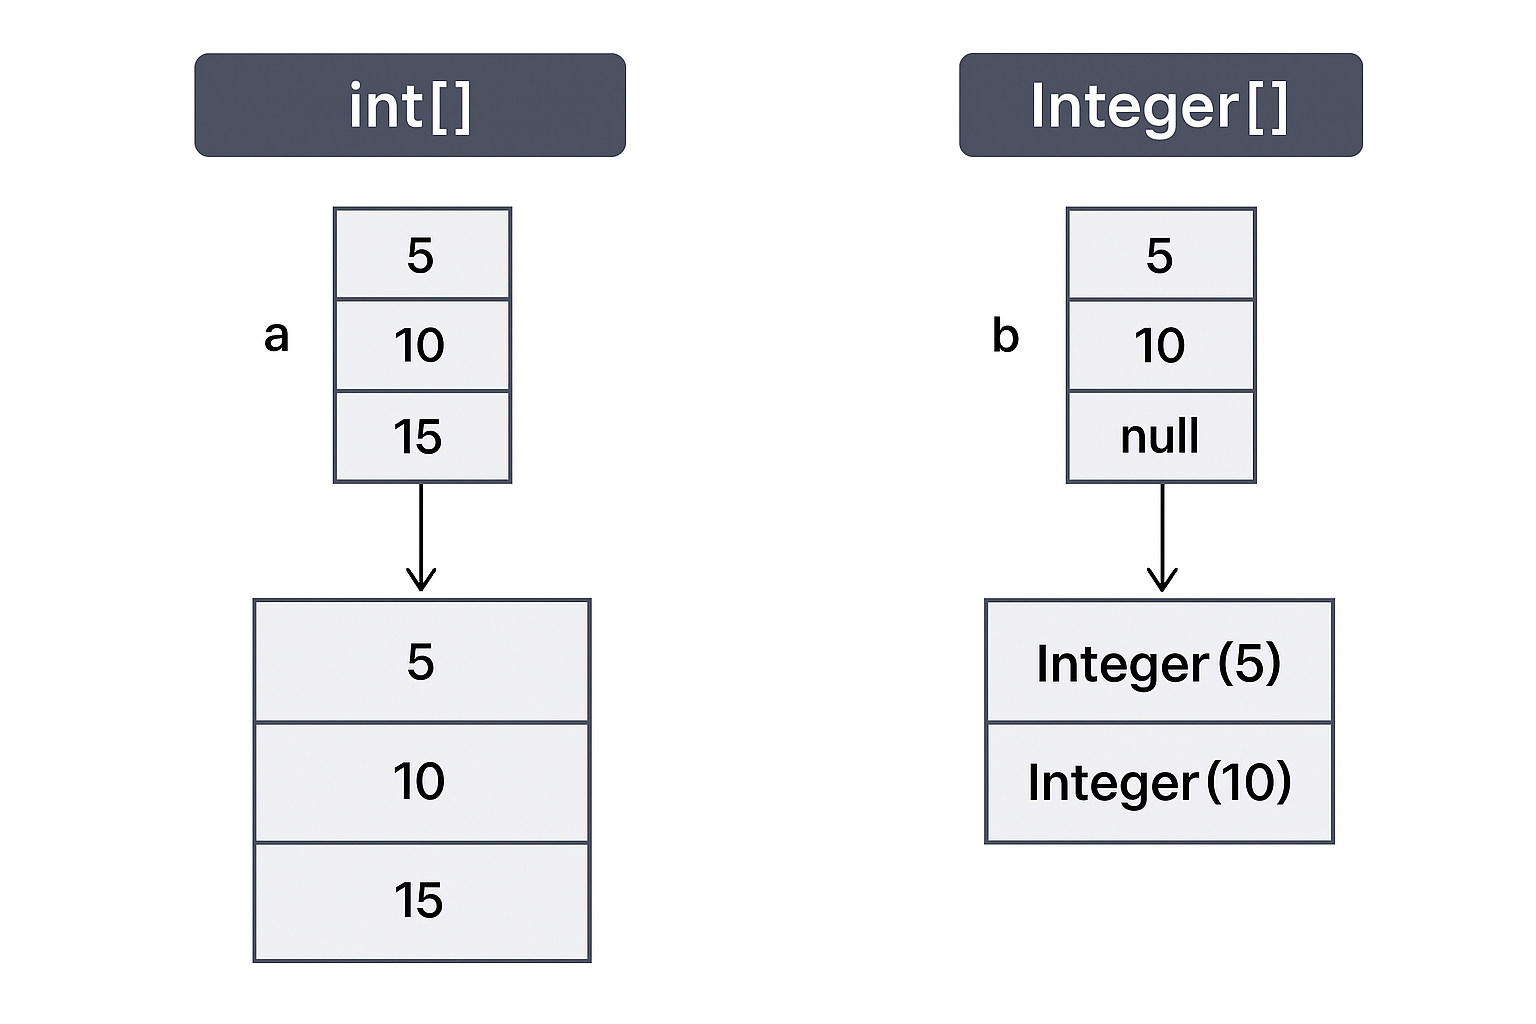 int[]
5
a
10
15
5
10
15
Integer[]
5
b
10
null
Integer(5)
Integer(10)